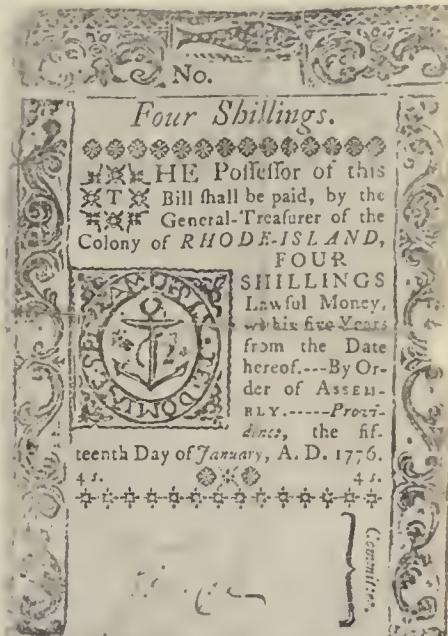 No.
Four Shillings.
THE Poſſeſſor of this
Bill ſhall be paid, by the
General-Treaſurer of the
Colony of RHODE-ISLAND,
FOUR
SHILLINGS
Lawful Money,
within five Years
from the Date
hereof.---By Or-
der of ASSEM-
BLY.-----Provi-
dence, the fif-
teenth Day of January, A. D. 1776.
4 s. 4 s.
Committee.